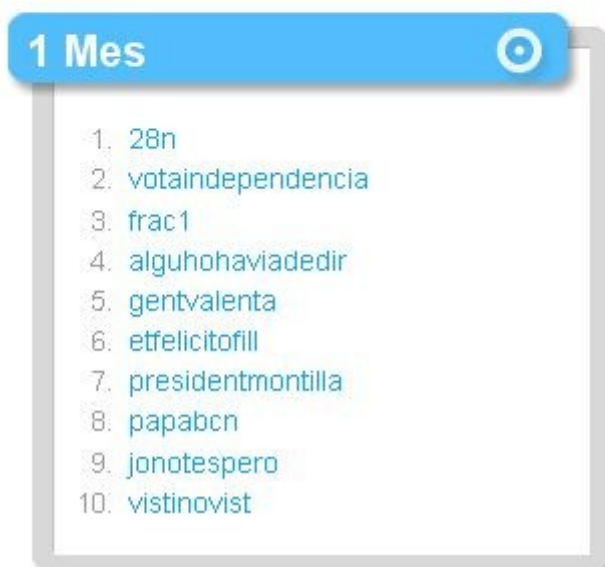 1 Mes
1. 28n
2. votaindependencia
3. frac1
4. alguhohaviadedir
5. gentvalenta
6. etfelicitofill
7. presidentmontilla
8. papabcn
9. jonotespero
10. vistinovist